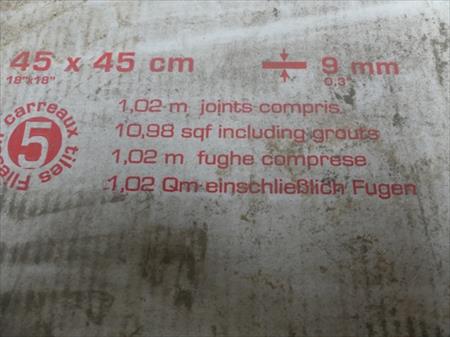 45 x 45 cm
18"x18"
9 mm
0.3"
5
carreaux tiles Fliesen
1,02 m joints compris.
10,98 sqf including grouts
1,02 m fughe comprese
1,02 Qm einschließlich Fugen